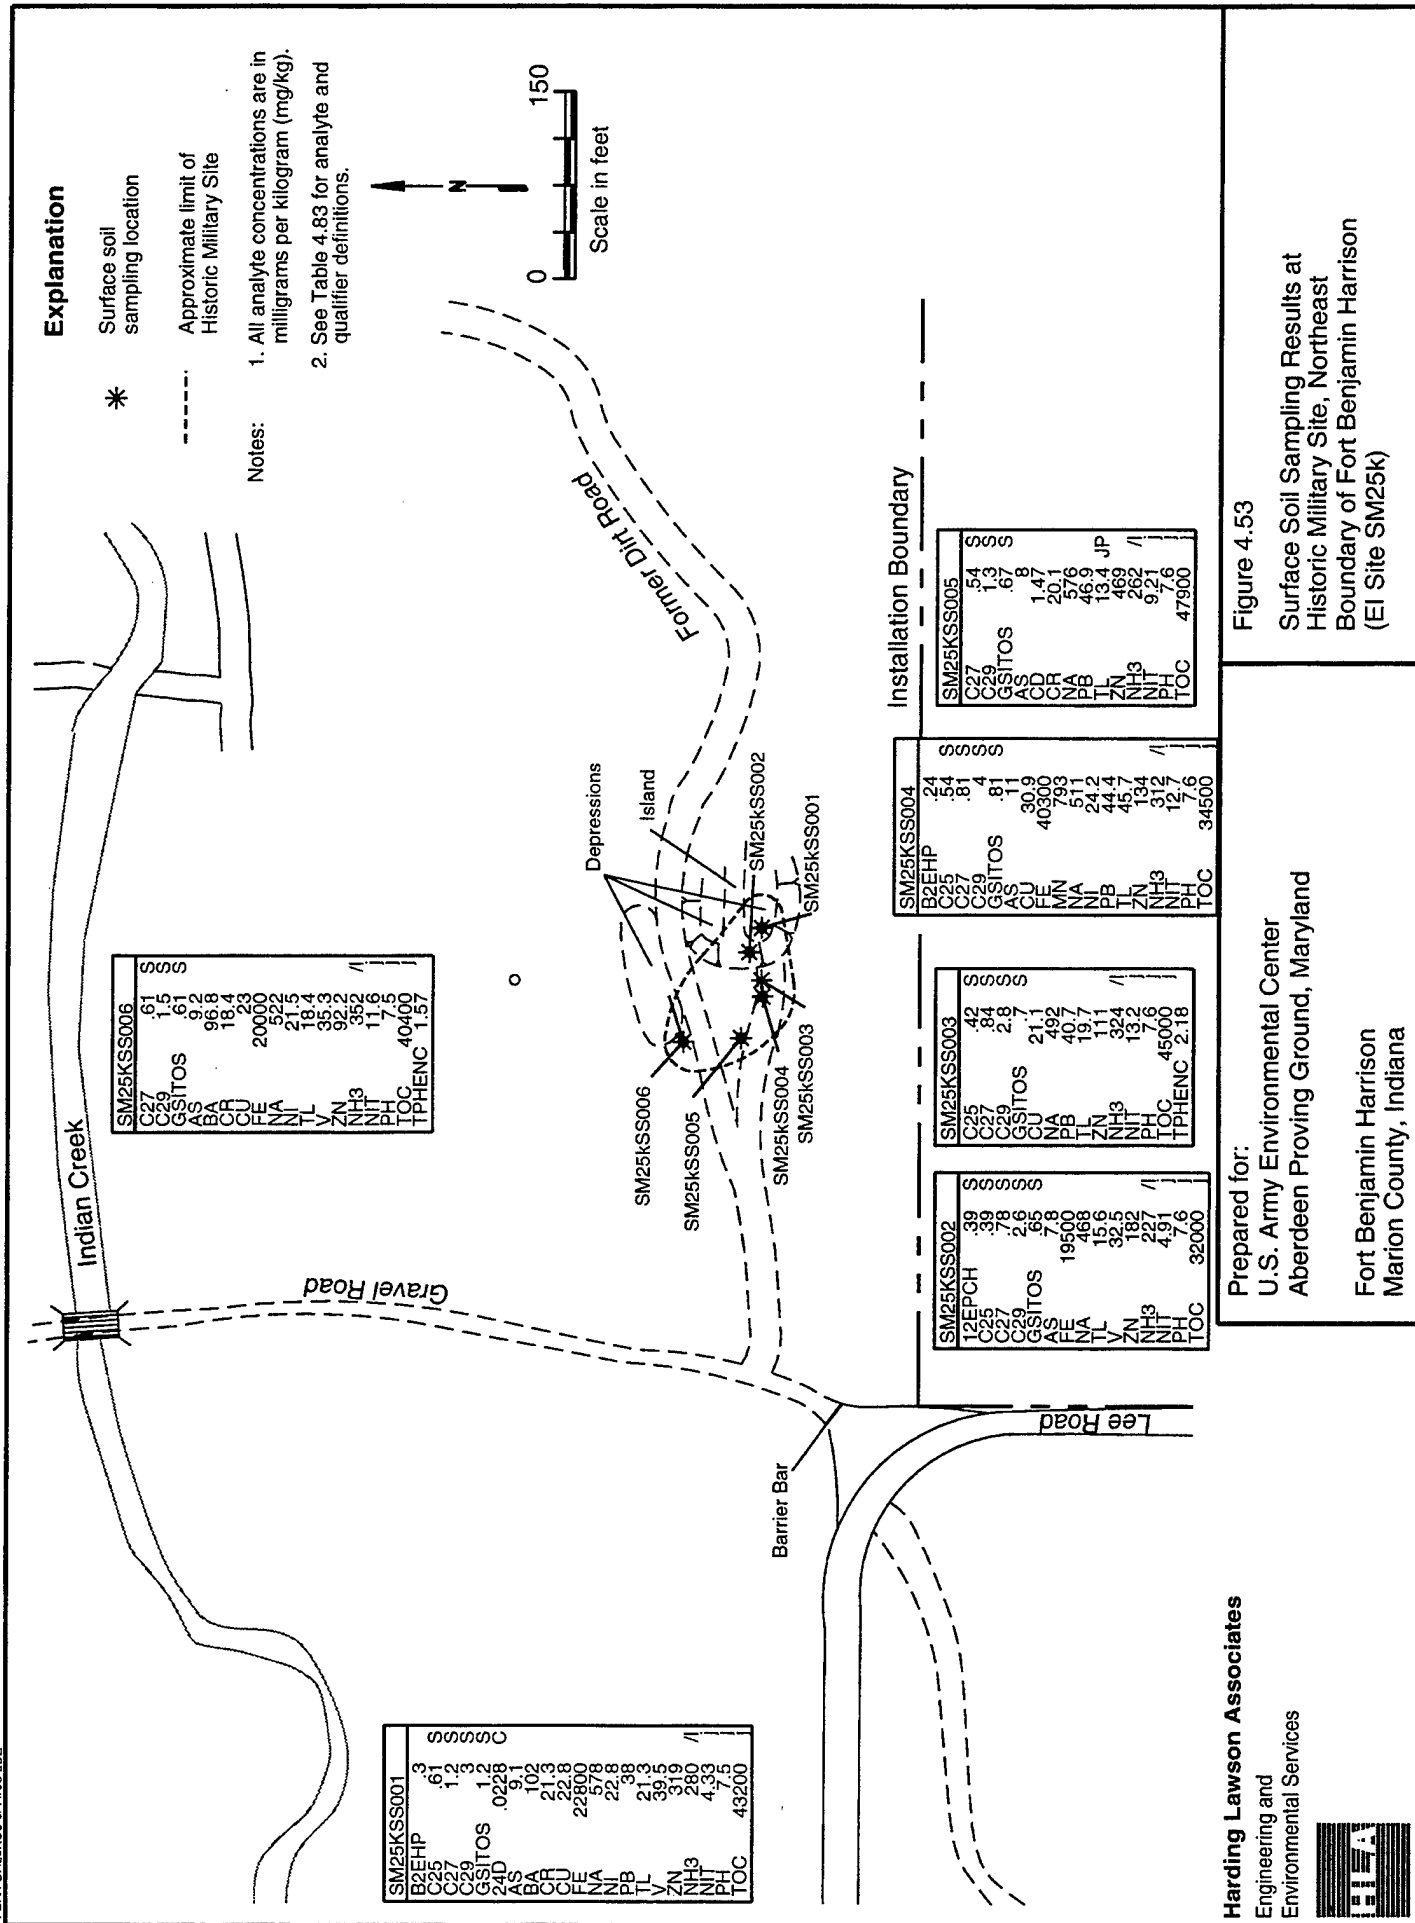 Explanation
Surface soil
sampling location
Approximate limit of
Historic Military Site
Notes:
1. All analyte concentrations are in
milligrams per kilogram (mg/kg).
2. See Table 4.83 for analyte and
qualifier definitions.
N
0 150
Scale in feet
Indian Creek
Gravel Road
SM25KSS006
C27 .61 S
C29 1.5 S
GSITOS .61 S
AS 9.2
BA 96.8
CR 18.4
CU 23
FE 20000
NA 522
NI 21.5
TL 18.4
V 35.3
ZN 92.2
NH3 352
NIT 11.6
PH 7.5
TOC 40400
TPHENC 1.57
SM25KSS001
B2EHP .3
C25 .61 S
C27 1.2 S
C29 3 S
GSITOS 1.2 S
24D .0228 C
AS 9.1
BA 102
CR 21.3
CU 22.8
FE 22800
NA 578
NI 22.8
PB 38
TL 21.3
V 39.5
ZN 319
NH3 280
NIT 4.33
PH 7.5
TOC 43200
Former Dirt Road
Depressions
Island
SM25kSS006
SM25kSS005
SM25kSS004
SM25kSS003
SM25kSS002
SM25kSS001
Barrier Bar
Lee Road
Installation Boundary
SM25KSS002
12EPCH .39 S
C25 .39 S
C27 .78 S
C29 2.6 S
GSITOS .65 S
AS 7.8
FE 19500
NA 468
TL 15.6
V 32.5
ZN 182
NH3 227
NIT 4.91
PH 7.6
TOC 32000
SM25KSS003
C25 .42 S
C27 .84 S
C29 2.8 S
GSITOS .7 S
CU 21.1
NA 492
PB 40.7
TL 19.7
ZN 111
NH3 324
NIT 13.2
PH 7.6
TOC 45000
TPHENC 2.18
SM25KSS004
B2EHP .24
C25 .54 S
C27 .81 S
C29 4 S
GSITOS .81 S
AS 11
CU 30.9
FE 40300
MN 793
NA 511
NI 24.2
PB 44.4
TL 45.7
ZN 134
NH3 312
NIT 12.7
PH 7.6
TOC 34500
SM25KSS005
C27 .54 S
C29 1.3 S
GSITOS .67 S
AS 8
CD 1.47
CR 20.1
NA 576
PB 46.9
TL 13.4 JP
ZN 469
NH3 262
NIT 9.21
PH 7.6
TOC 47900
Harding Lawson Associates
Engineering and
Environmental Services
Prepared for:
U.S. Army Environmental Center
Aberdeen Proving Ground, Maryland
Fort Benjamin Harrison
Marion County, Indiana
Figure 4.53
Surface Soil Sampling Results at
Historic Military Site, Northeast
Boundary of Fort Benjamin Harrison
(EI Site SM25k)